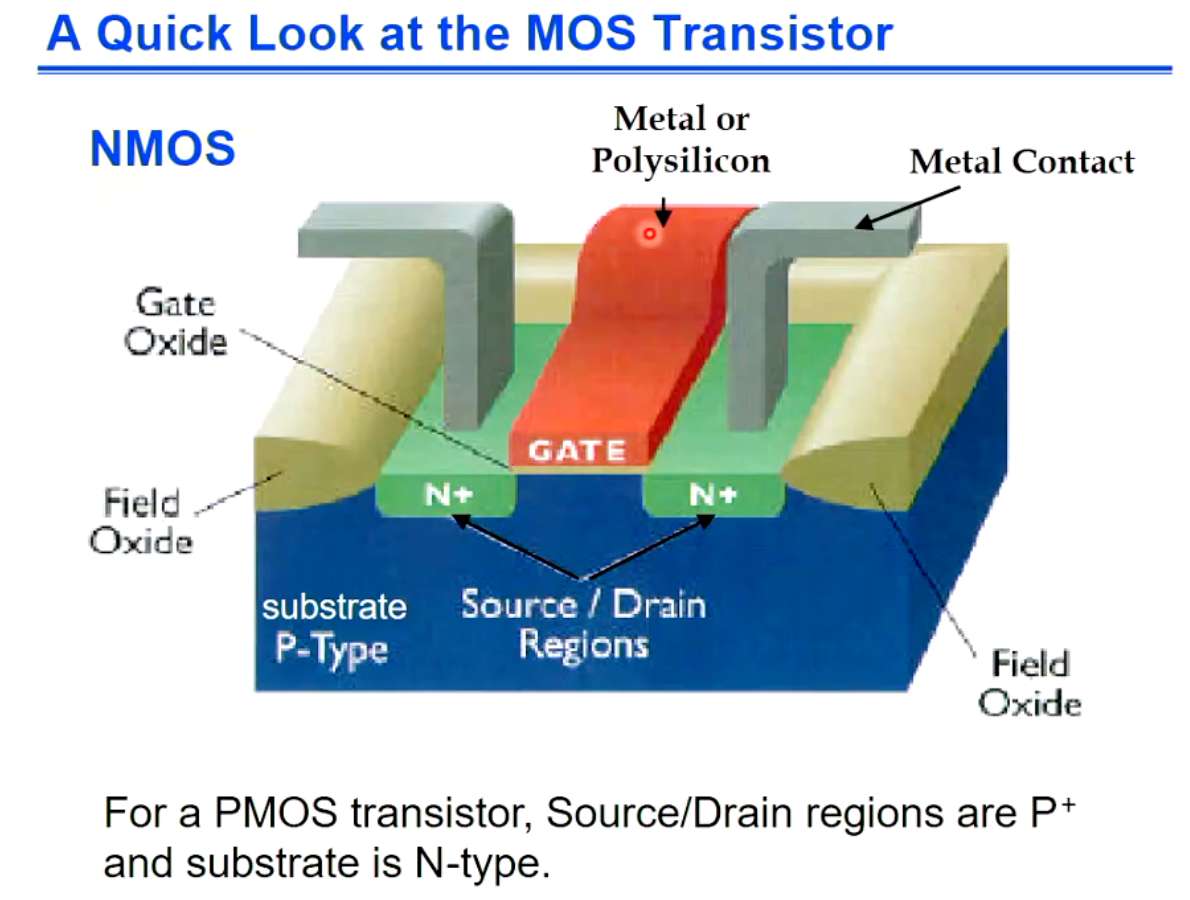 A Quick Look at the MOS Transistor
NMOS
Metal or
Polysilicon
Metal Contact
Gate
Oxide
GATE
N+
N+
Field
Oxide
substrate
P-Type
Source / Drain
Regions
Field
Oxide
For a PMOS transistor, Source/Drain regions are P⁺
and substrate is N-type.